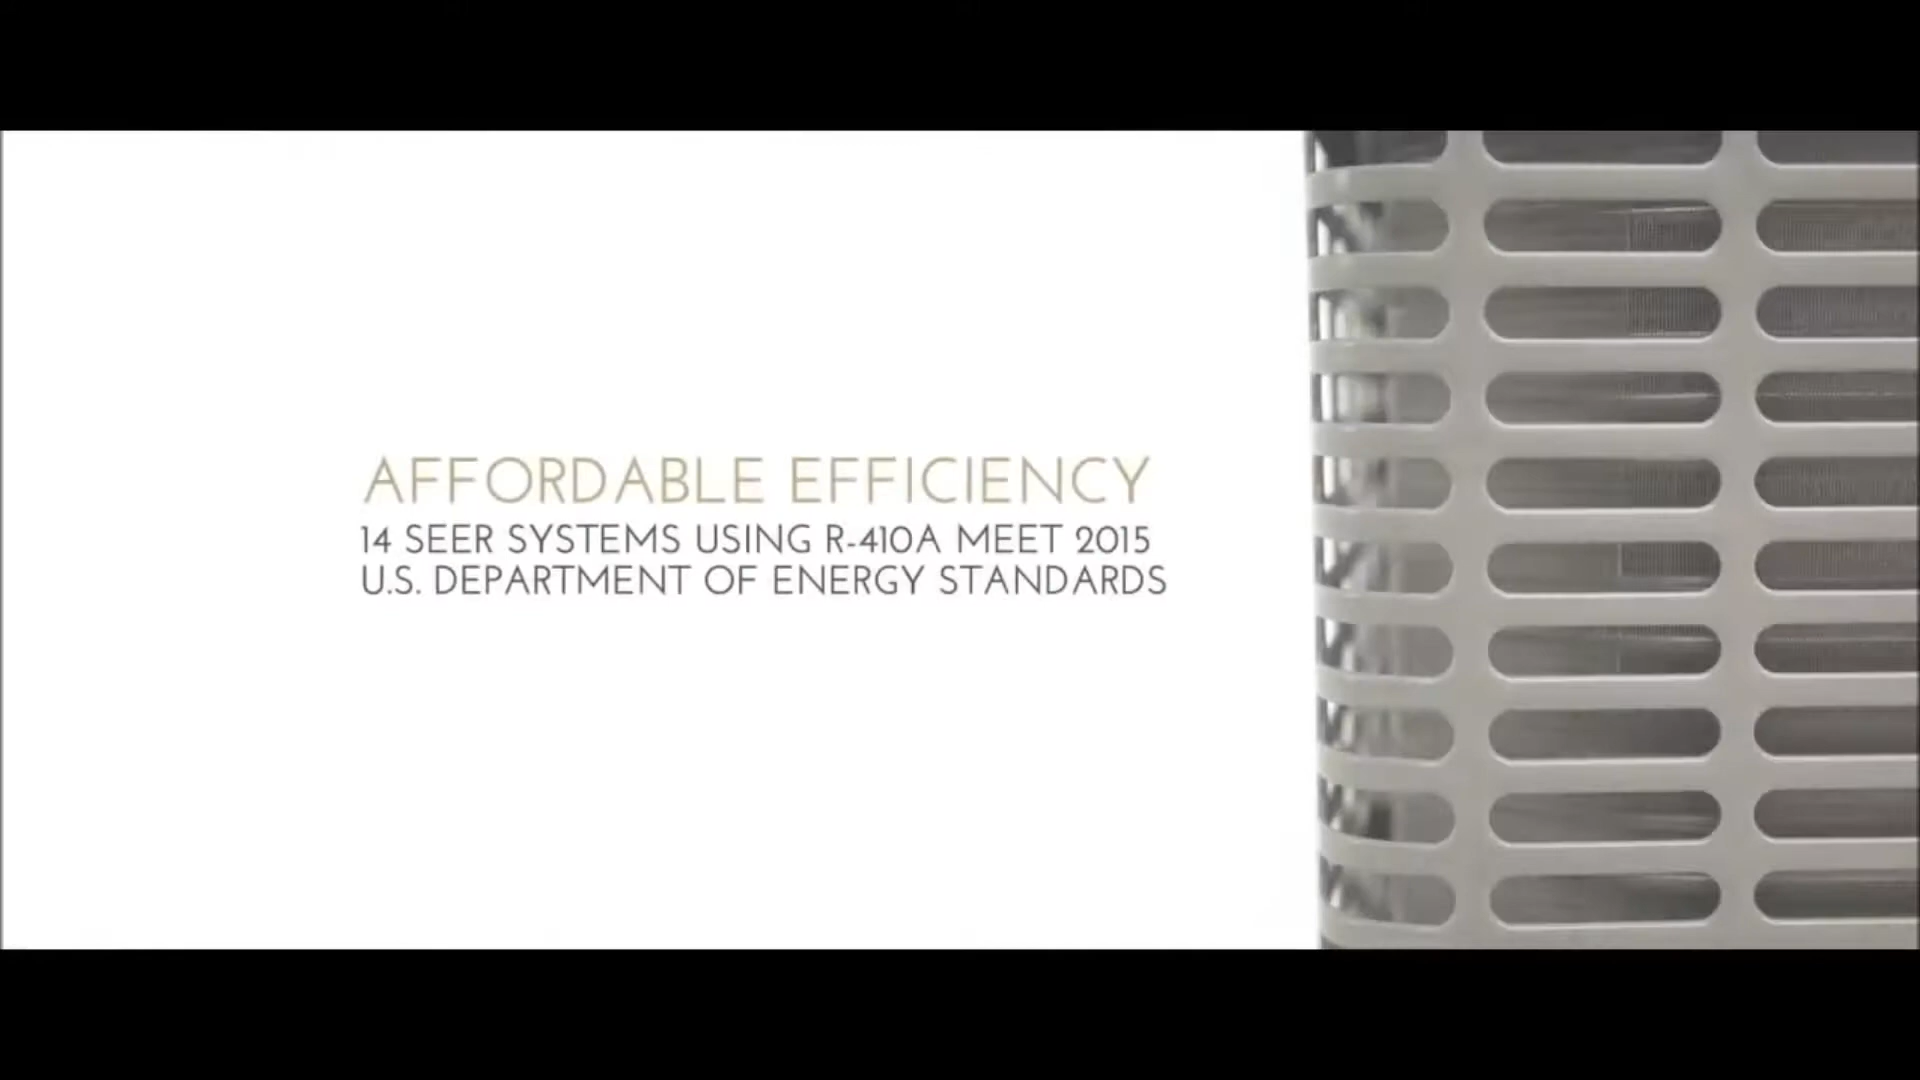 AFFORDABLE EFFICIENCY
14 SEER SYSTEMS USING R-410A MEET 2015
U.S. DEPARTMENT OF ENERGY STANDARDS